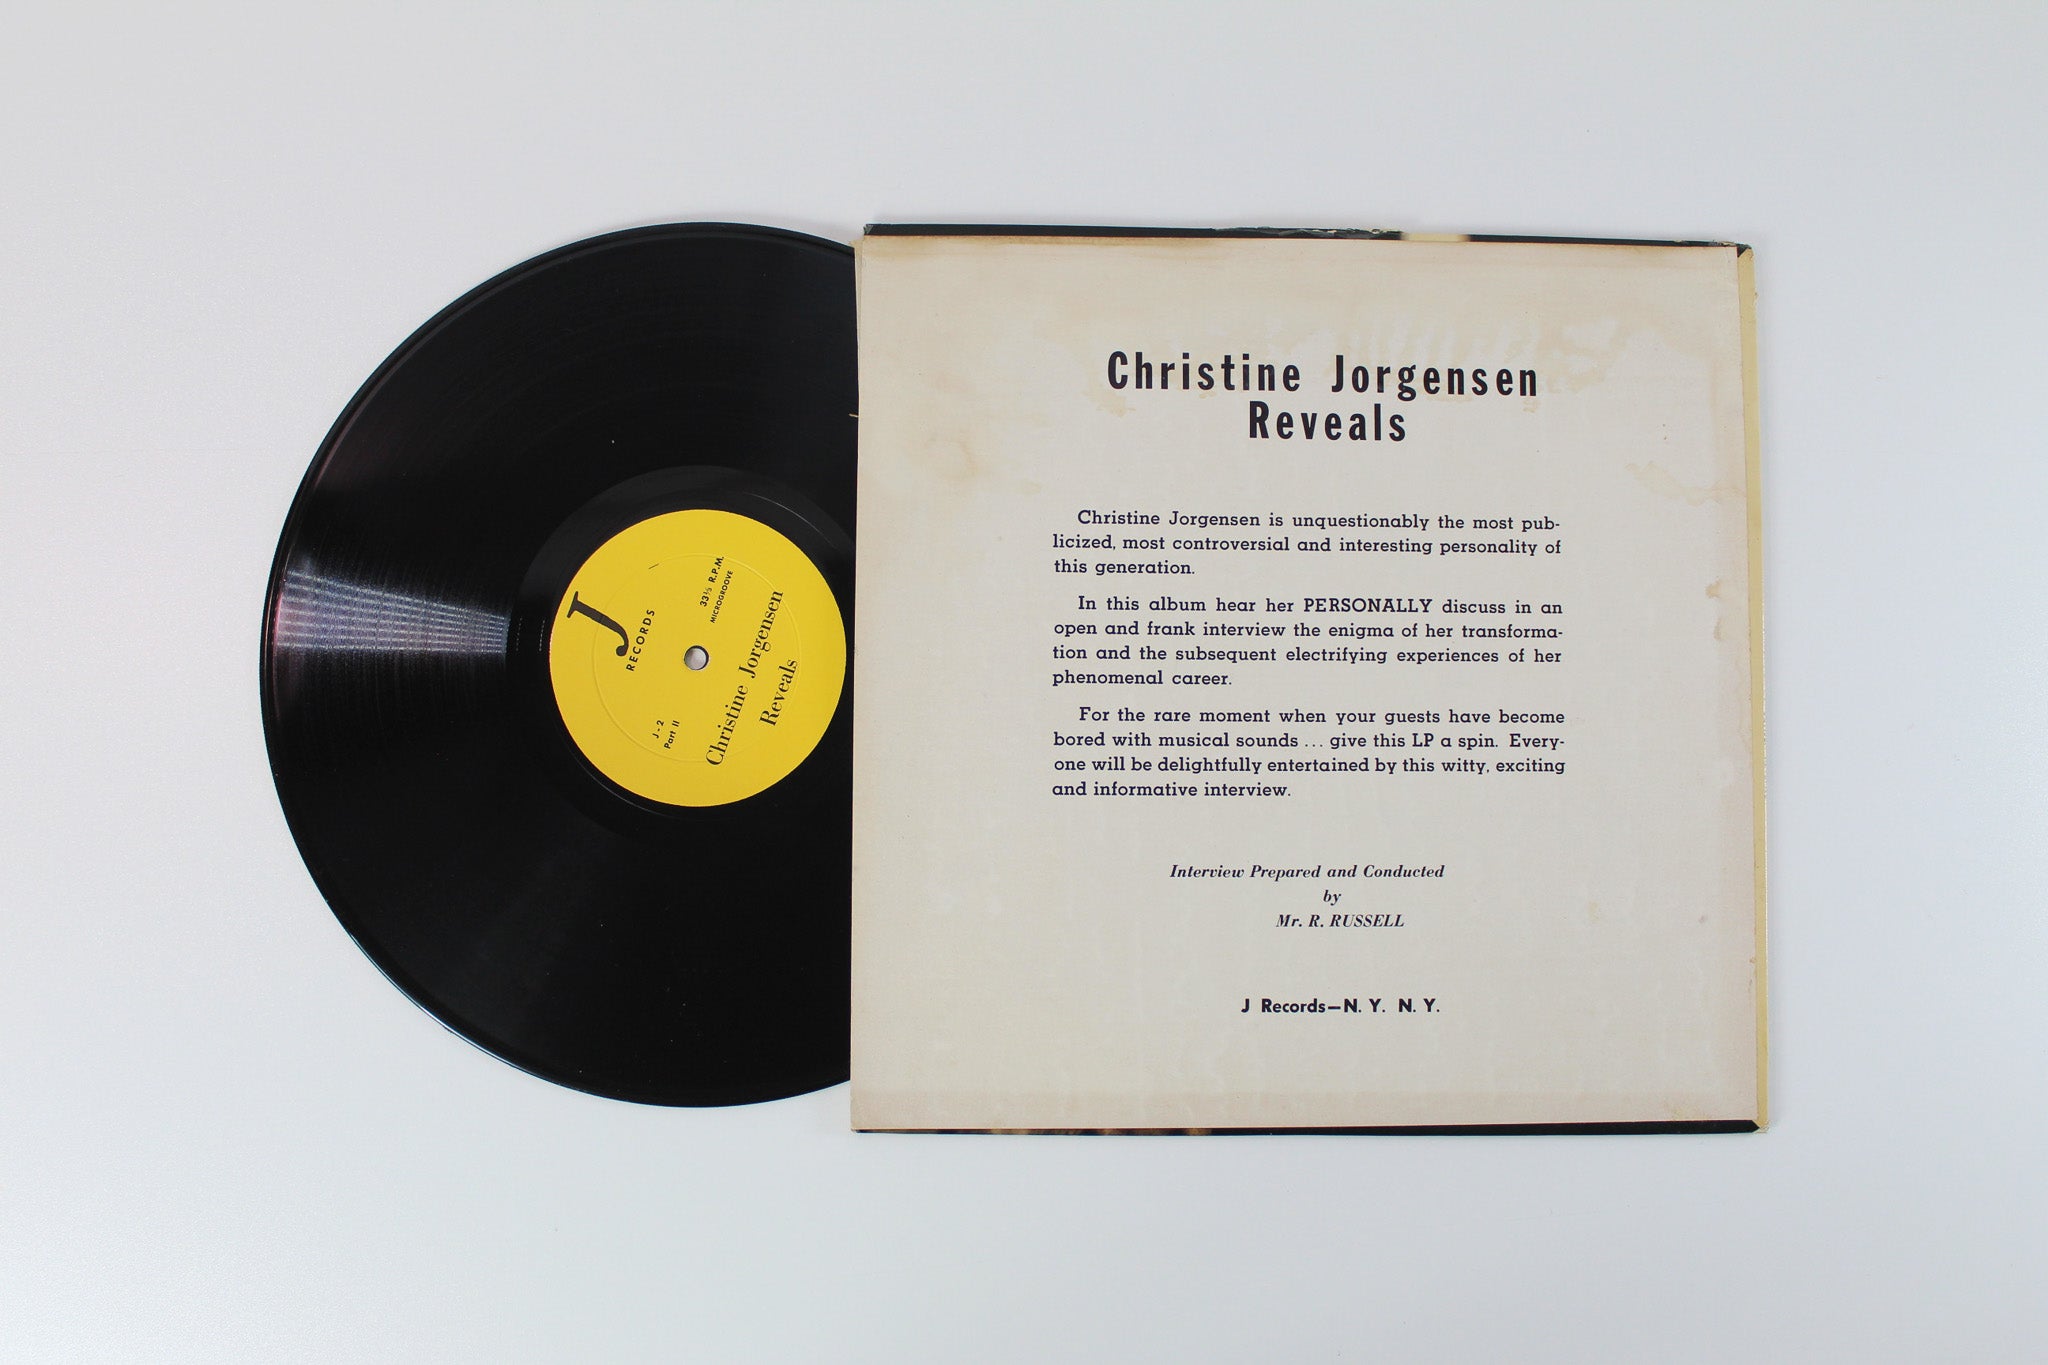 J
RECORDS
33⅓ R.P.M.
MICROGROOVE
J - 2
Part II
Christine Jorgensen
Reveals
Christine Jorgensen
Reveals
Christine Jorgensen is unquestionably the most pub-
licized, most controversial and interesting personality of
this generation.
In this album hear her PERSONALLY discuss in an
open and frank interview the enigma of her transforma-
tion and the subsequent electrifying experiences of her
phenomenal career.
For the rare moment when your guests have become
bored with musical sounds ... give this LP a spin. Every-
one will be delightfully entertained by this witty, exciting
and informative interview.
Interview Prepared and Conducted
by
Mr. R. RUSSELL
J Records—N. Y. N. Y.